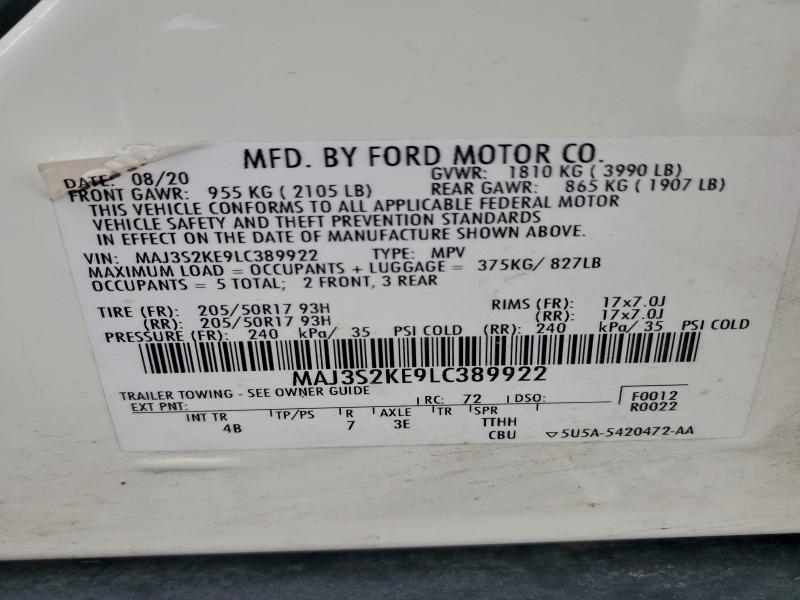 MFD. BY FORD MOTOR CO.
DATE: 08/20 GVWR: 1810 KG ( 3990 LB)
FRONT GAWR: 955 KG ( 2105 LB) REAR GAWR: 865 KG ( 1907 LB)
THIS VEHICLE CONFORMS TO ALL APPLICABLE FEDERAL MOTOR
VEHICLE SAFETY AND THEFT PREVENTION STANDARDS
IN EFFECT ON THE DATE OF MANUFACTURE SHOWN ABOVE.
VIN: MAJ3S2KE9LC389922 TYPE: MPV
MAXIMUM LOAD = OCCUPANTS + LUGGAGE = 375KG/ 827LB
OCCUPANTS = 5 TOTAL; 2 FRONT, 3 REAR
TIRE (FR): 205/50R17 93H RIMS (FR): 17x7.0J
(RR): 205/50R17 93H (RR): 17x7.0J
PRESSURE (FR): 240 kPa/ 35 PSI COLD (RR): 240 kPa/ 35 PSI COLD
MAJ3S2KE9LC389922
TRAILER TOWING - SEE OWNER GUIDE
EXT PNT: RC: 72 DSO: F0012
R0022
INT TR TP/PS R AXLE TR SPR
4B 7 3E TTHH
CBU 5U5A-5420472-AA